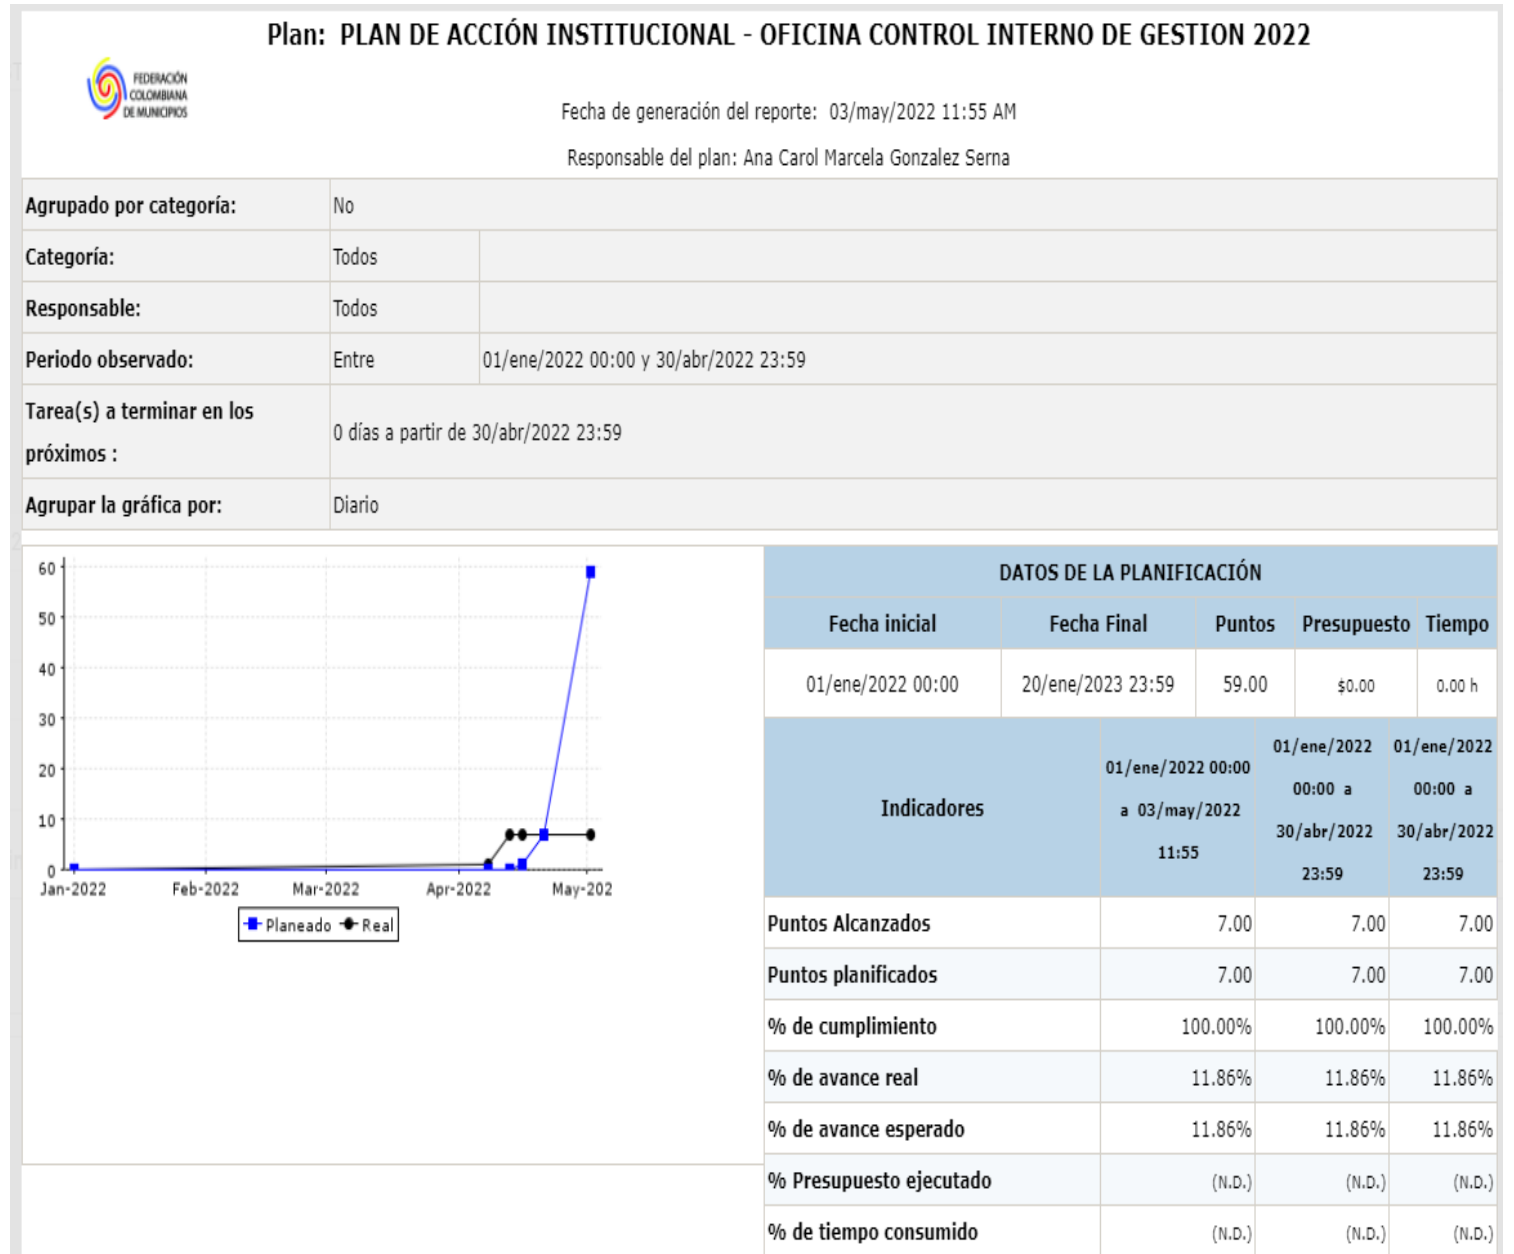 Plan: PLAN DE ACCIÓN INSTITUCIONAL - OFICINA CONTROL INTERNO DE GESTION 2022
FEDERACIÓN
COLOMBIANA
DE MUNICIPIOS
Fecha de generación del reporte: 03/may/2022 11:55 AM
Responsable del plan: Ana Carol Marcela Gonzalez Serna
Agrupado por categoría: No
Categoría: Todos
Responsable: Todos
Periodo observado: Entre 01/ene/2022 00:00 y 30/abr/2022 23:59
Tarea(s) a terminar en los
próximos : 0 días a partir de 30/abr/2022 23:59
Agrupar la gráfica por: Diario
60
50
40
30
20
10
0
Jan-2022 Feb-2022 Mar-2022 Apr-2022 May-202
Planeado Real
DATOS DE LA PLANIFICACIÓN
Fecha inicial Fecha Final Puntos Presupuesto Tiempo
01/ene/2022 00:00 20/ene/2023 23:59 59.00 $0.00 0.00 h
Indicadores
01/ene/2022 00:00
a 03/may/2022
11:55
01/ene/2022
00:00 a
30/abr/2022
23:59
01/ene/2022
00:00 a
30/abr/2022
23:59
Puntos Alcanzados 7.00 7.00 7.00
Puntos planificados 7.00 7.00 7.00
% de cumplimiento 100.00% 100.00% 100.00%
% de avance real 11.86% 11.86% 11.86%
% de avance esperado 11.86% 11.86% 11.86%
% Presupuesto ejecutado (N.D.) (N.D.) (N.D.)
% de tiempo consumido (N.D.) (N.D.) (N.D.)